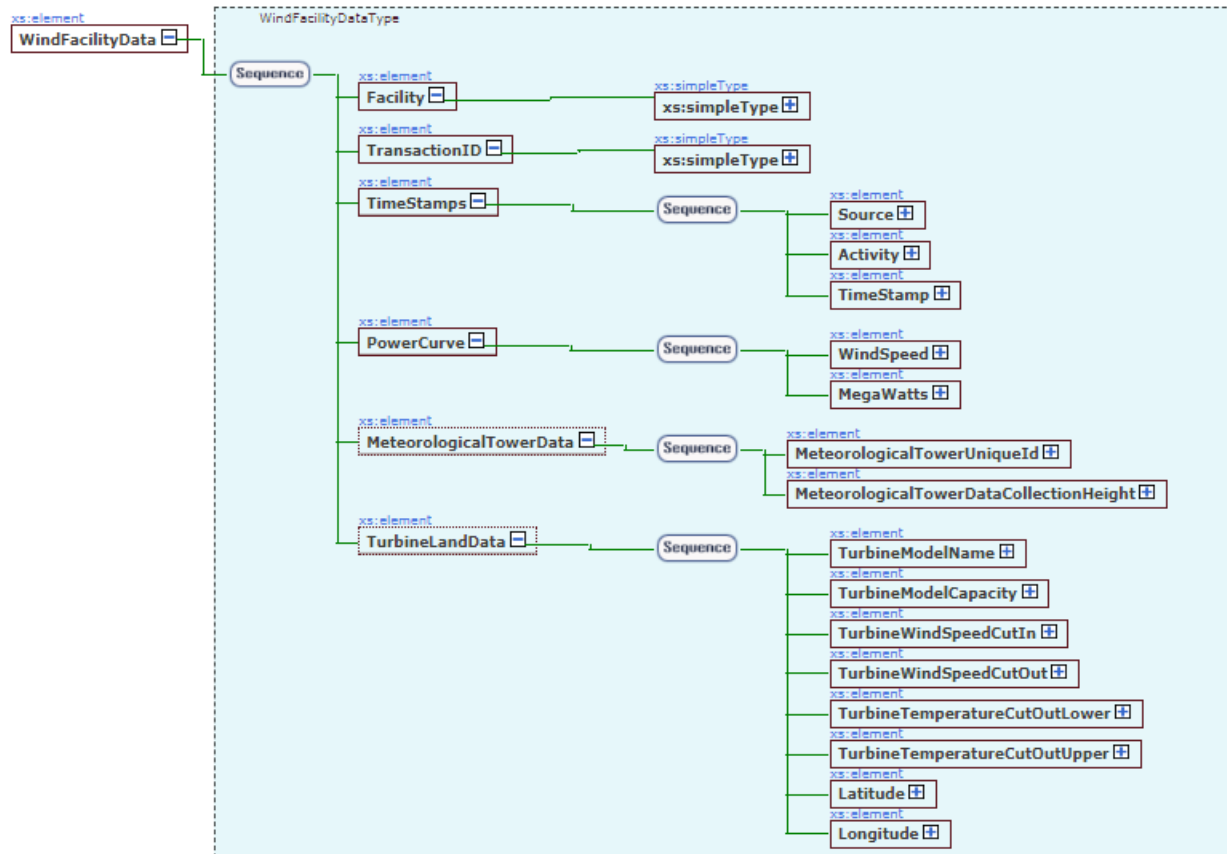 xs:element
WindFacilityData
WindFacilityDataType
Sequence
xs:element
Facility
xs:simpleType
xs:simpleType
xs:element
TransactionID
xs:simpleType
xs:simpleType
xs:element
TimeStamps
Sequence
xs:element
Source
xs:element
Activity
xs:element
TimeStamp
xs:element
PowerCurve
Sequence
xs:element
WindSpeed
xs:element
MegaWatts
xs:element
MeteorologicalTowerData
Sequence
xs:element
MeteorologicalTowerUniqueId
xs:element
MeteorologicalTowerDataCollectionHeight
xs:element
TurbineLandData
Sequence
xs:element
TurbineModelName
xs:element
TurbineModelCapacity
xs:element
TurbineWindSpeedCutIn
xs:element
TurbineWindSpeedCutOut
xs:element
TurbineTemperatureCutOutLower
xs:element
TurbineTemperatureCutOutUpper
xs:element
Latitude
xs:element
Longitude